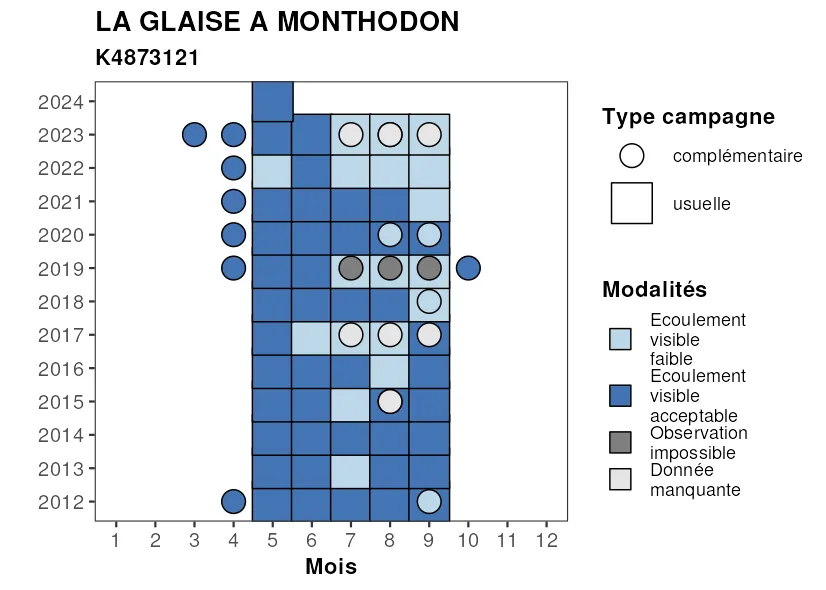 LA GLAISE A MONTHODON
K4873121
2024
2023
2022
2021
2020
2019
2018
2017
2016
2015
2014
2013
2012
1 2 3 4 5 6 7 8 9 10 11 12
Mois
Type campagne
complémentaire
usuelle
Modalités
Ecoulement
visible
faible
Ecoulement
visible
acceptable
Observation
impossible
Donnée
manquante